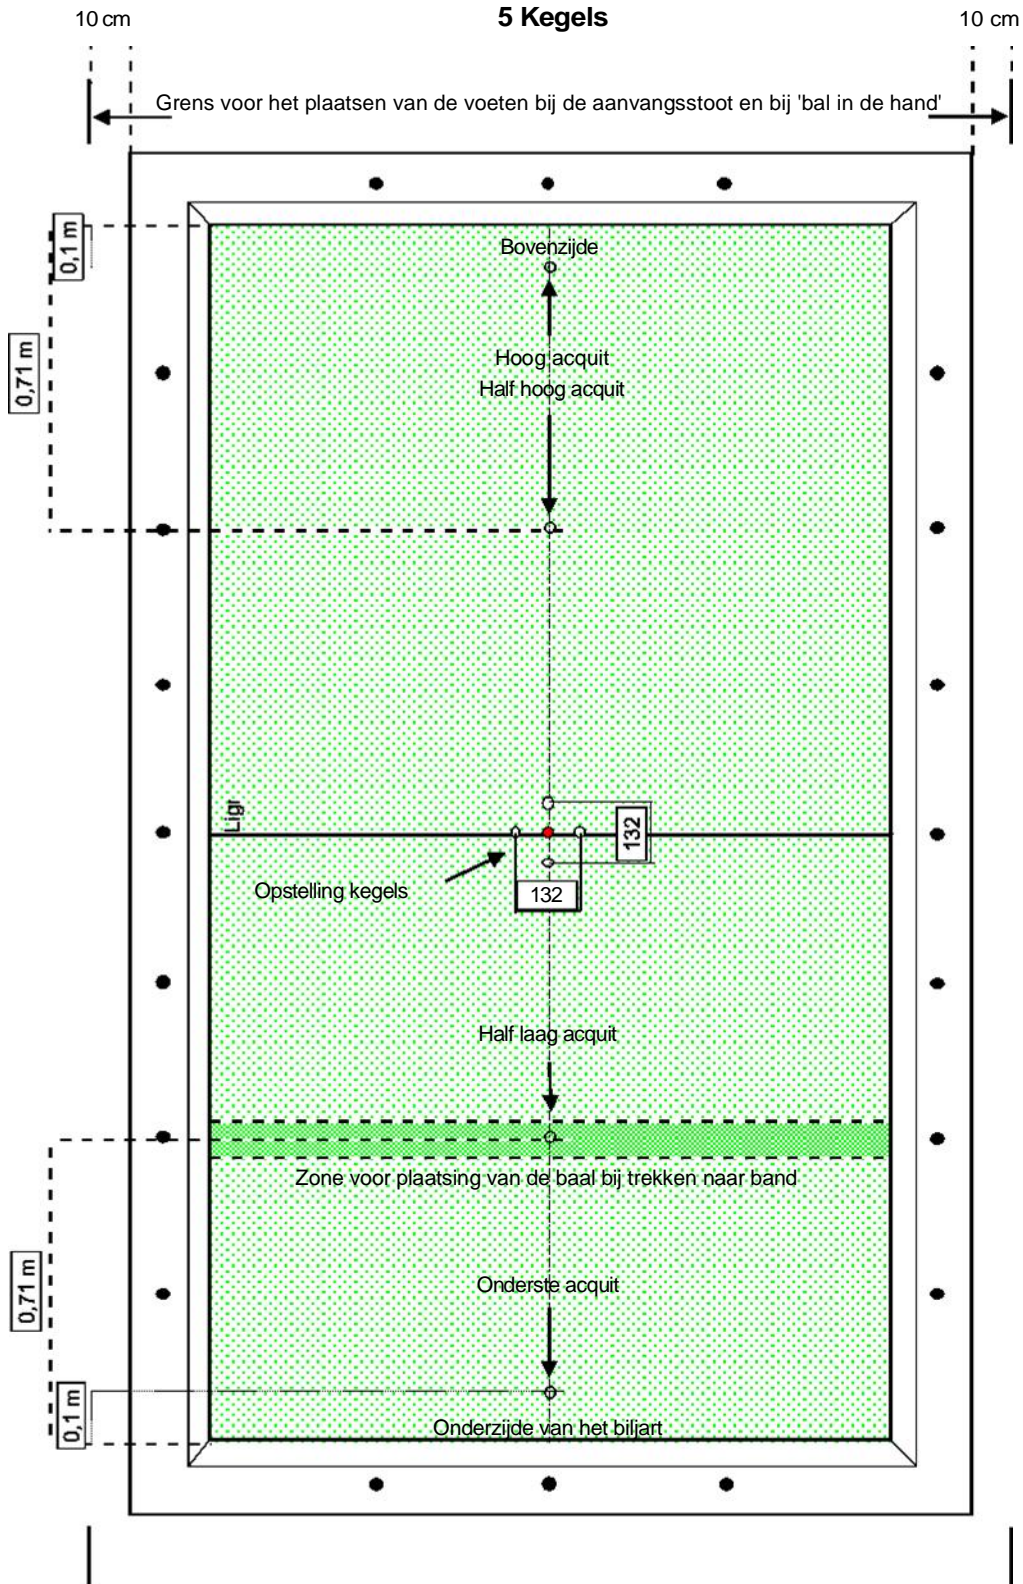 5 Kegels
10 cm
10 cm
Grens voor het plaatsen van de voeten bij de aanvangsstoot en bij 'bal in de hand'
0,1 m
Bovenzijde
0,71 m
Hoog acquit
Half hoog acquit
Ligr
132
Opstelling kegels
132
Half laag acquit
Zone voor plaatsing van de baal bij trekken naar band
0,71 m
Onderste acquit
0,1 m
Onderzijde van het biljart